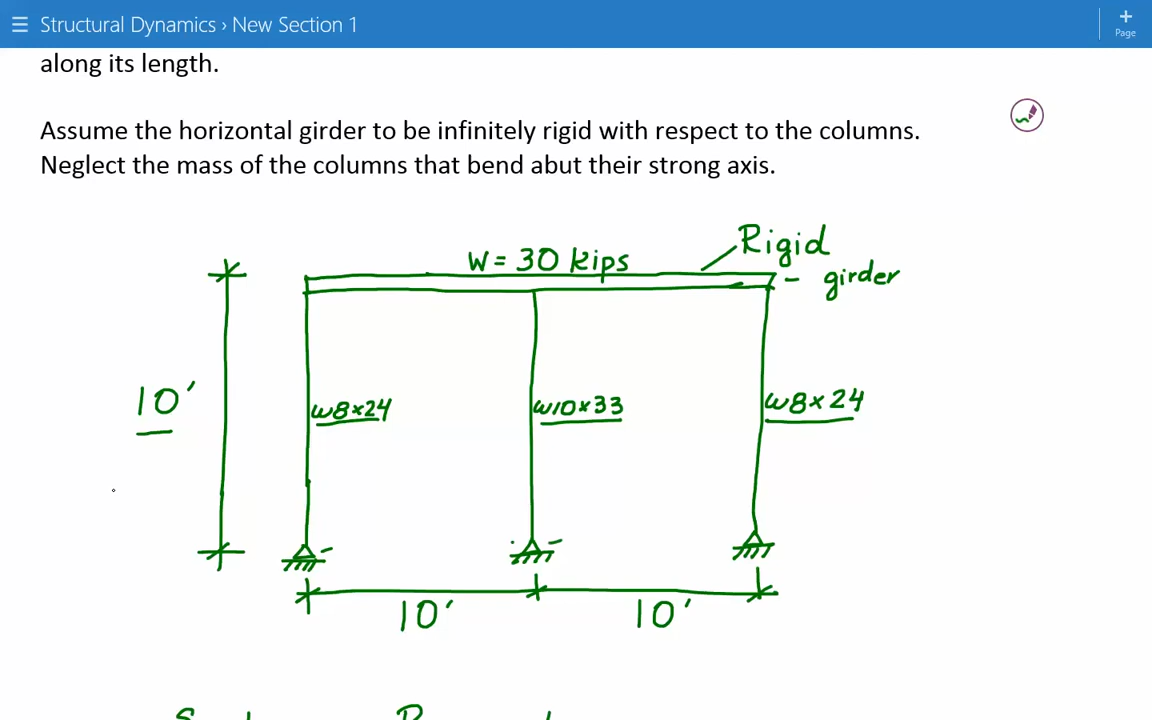 Structural Dynamics › New Section 1
Page
along its length.
Assume the horizontal girder to be infinitely rigid with respect to the columns.
Neglect the mass of the columns that bend abut their strong axis.
Rigid
W = 30 kips
girder
10'
W8×24
W10×33
W8×24
10'
10'